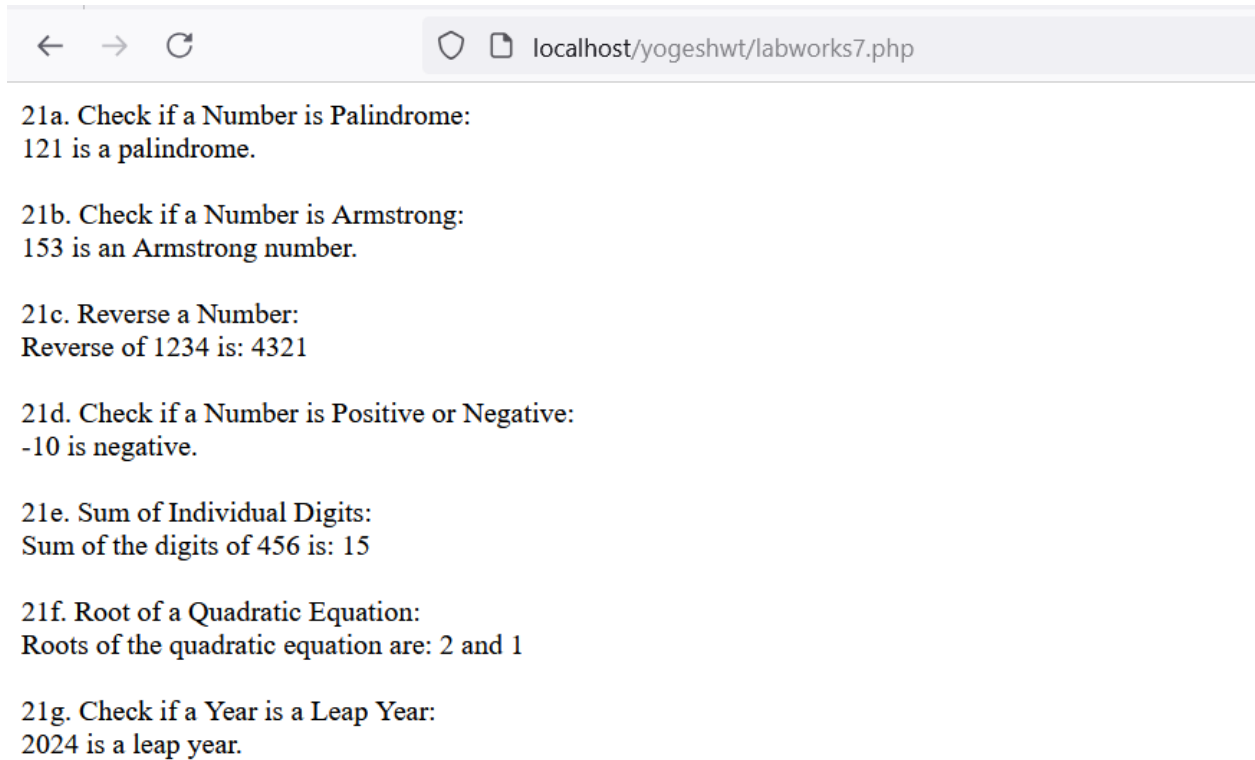 localhost/yogeshwt/labworks7.php
21a. Check if a Number is Palindrome:
121 is a palindrome.
21b. Check if a Number is Armstrong:
153 is an Armstrong number.
21c. Reverse a Number:
Reverse of 1234 is: 4321
21d. Check if a Number is Positive or Negative:
-10 is negative.
21e. Sum of Individual Digits:
Sum of the digits of 456 is: 15
21f. Root of a Quadratic Equation:
Roots of the quadratic equation are: 2 and 1
21g. Check if a Year is a Leap Year:
2024 is a leap year.